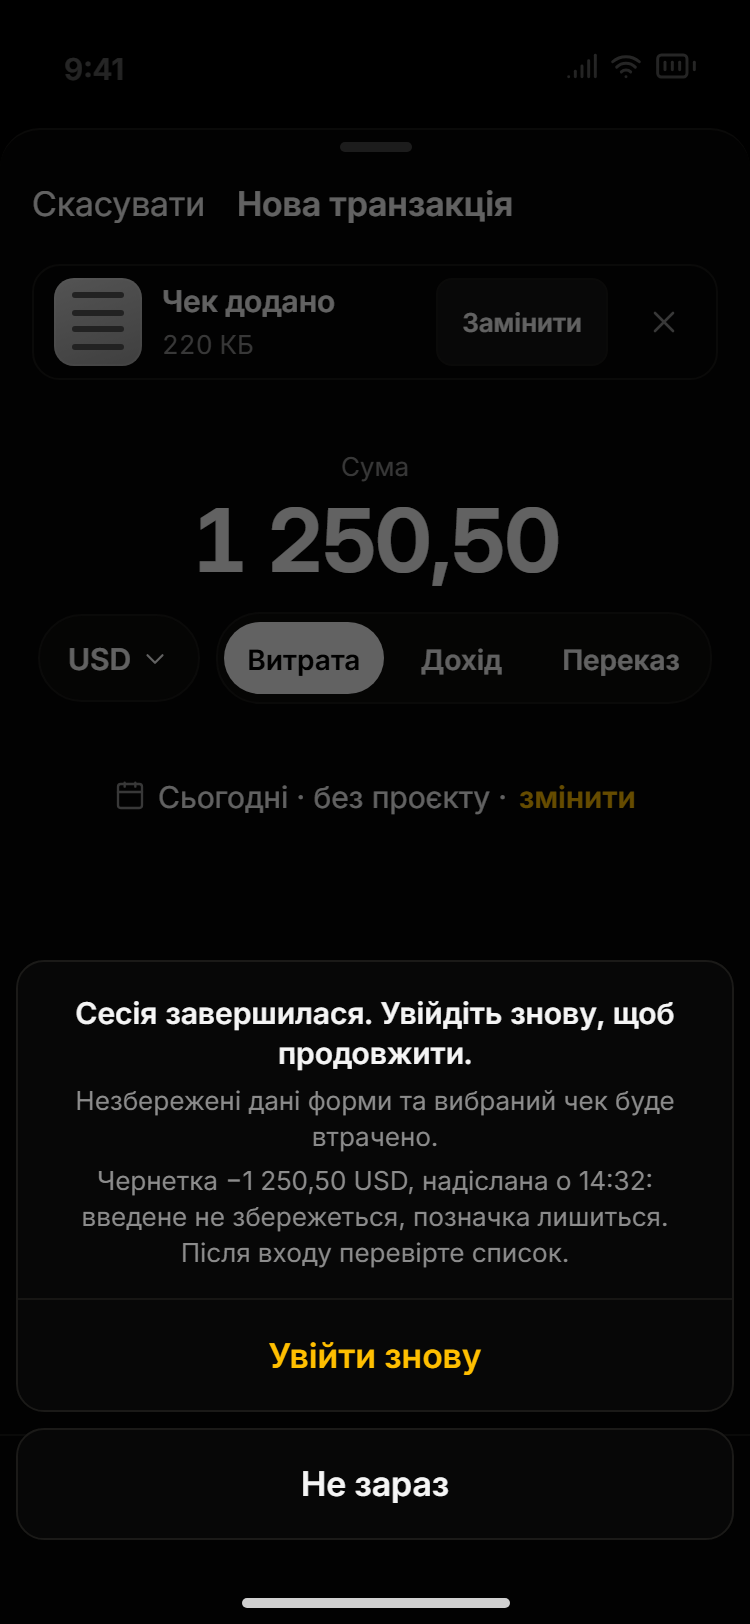 9:41
Скасувати Нова транзакція
Чек додано
220 КБ
Замінити
Сума
1 250,50
USD Витрата Дохід Переказ
Сьогодні · без проєкту · змінити
Сесія завершилася. Увійдіть знову, щоб
продовжити.
Незбережені дані форми та вибраний чек буде
втрачено.
Чернетка −1 250,50 USD, надіслана о 14:32:
введене не збережеться, позначка лишиться.
Після входу перевірте список.
Увійти знову
Не зараз